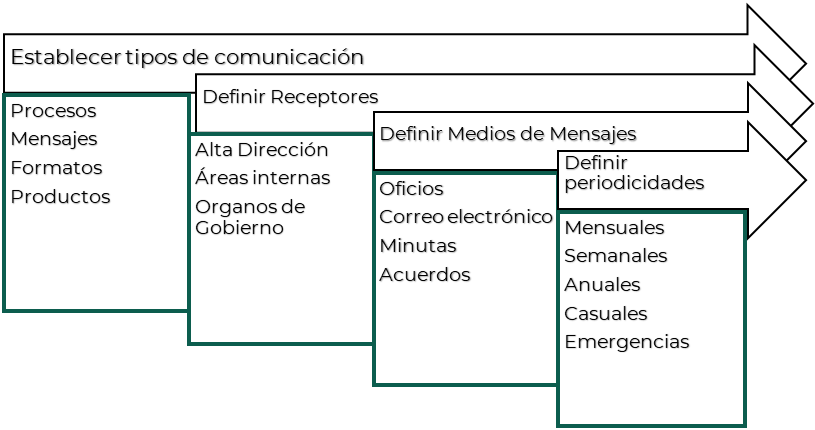 Establecer tipos de comunicación
Procesos
Mensajes
Formatos
Productos
Definir Receptores
Alta Dirección
Áreas internas
Organos de
Gobierno
Definir Medios de Mensajes
Oficios
Correo electrónico
Minutas
Acuerdos
Definir
periodicidades
Mensuales
Semanales
Anuales
Casuales
Emergencias